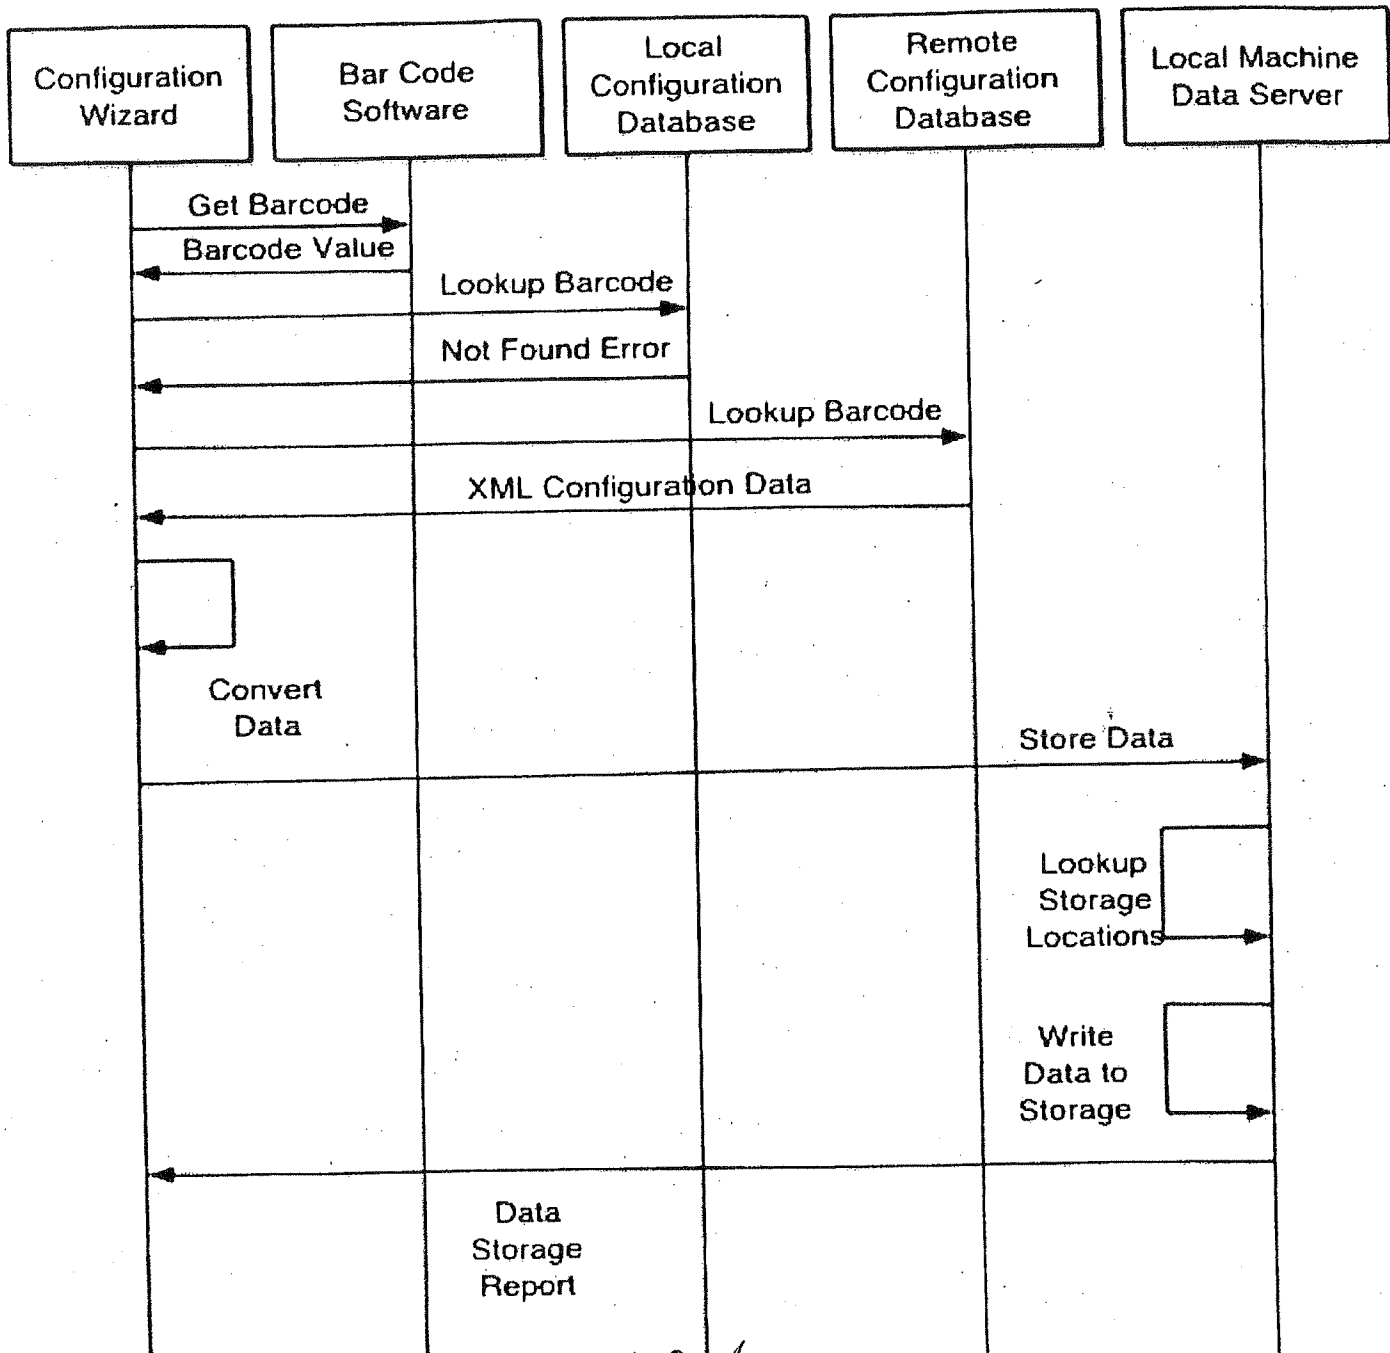 Configuration
Wizard
Bar Code
Software
Local
Configuration
Database
Remote
Configuration
Database
Local Machine
Data Server
Get Barcode
Barcode Value
Lookup Barcode
Not Found Error
Lookup Barcode
XML Configuration Data
Convert
Data
Store Data
Lookup
Storage
Locations
Write
Data to
Storage
Data
Storage
Report